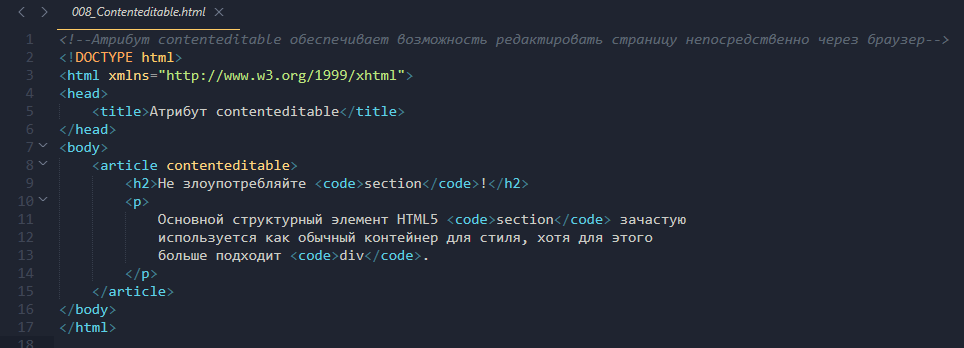 008_Contenteditable.html
1 <!--Атрибут contenteditable обеспечивает возможность редактировать страницу непосредственно через браузер-->
2 <!DOCTYPE html>
3 <html xmlns="http://www.w3.org/1999/xhtml">
4 <head>
5     <title>Атрибут contenteditable</title>
6 </head>
7 <body>
8     <article contenteditable>
9         <h2>Не злоупотребляйте <code>section</code>!</h2>
10         <p>
11             Основной структурный элемент HTML5 <code>section</code> зачастую
12             используется как обычный контейнер для стиля, хотя для этого
13             больше подходит <code>div</code>.
14         </p>
15     </article>
16 </body>
17 </html>
18